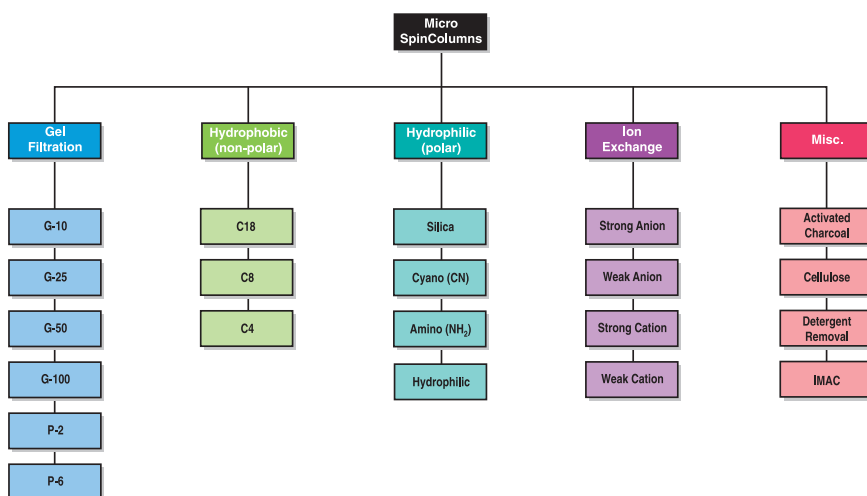 Micro
SpinColumns
Gel
Filtration
Hydrophobic
(non-polar)
Hydrophilic
(polar)
Ion
Exchange
Misc.
G-10
C18
Silica
Strong Anion
Activated
Charcoal
G-25
C8
Cyano (CN)
Weak Anion
Cellulose
G-50
C4
Amino (NH₂)
Strong Cation
Detergent
Removal
G-100
Hydrophilic
Weak Cation
IMAC
P-2
P-6